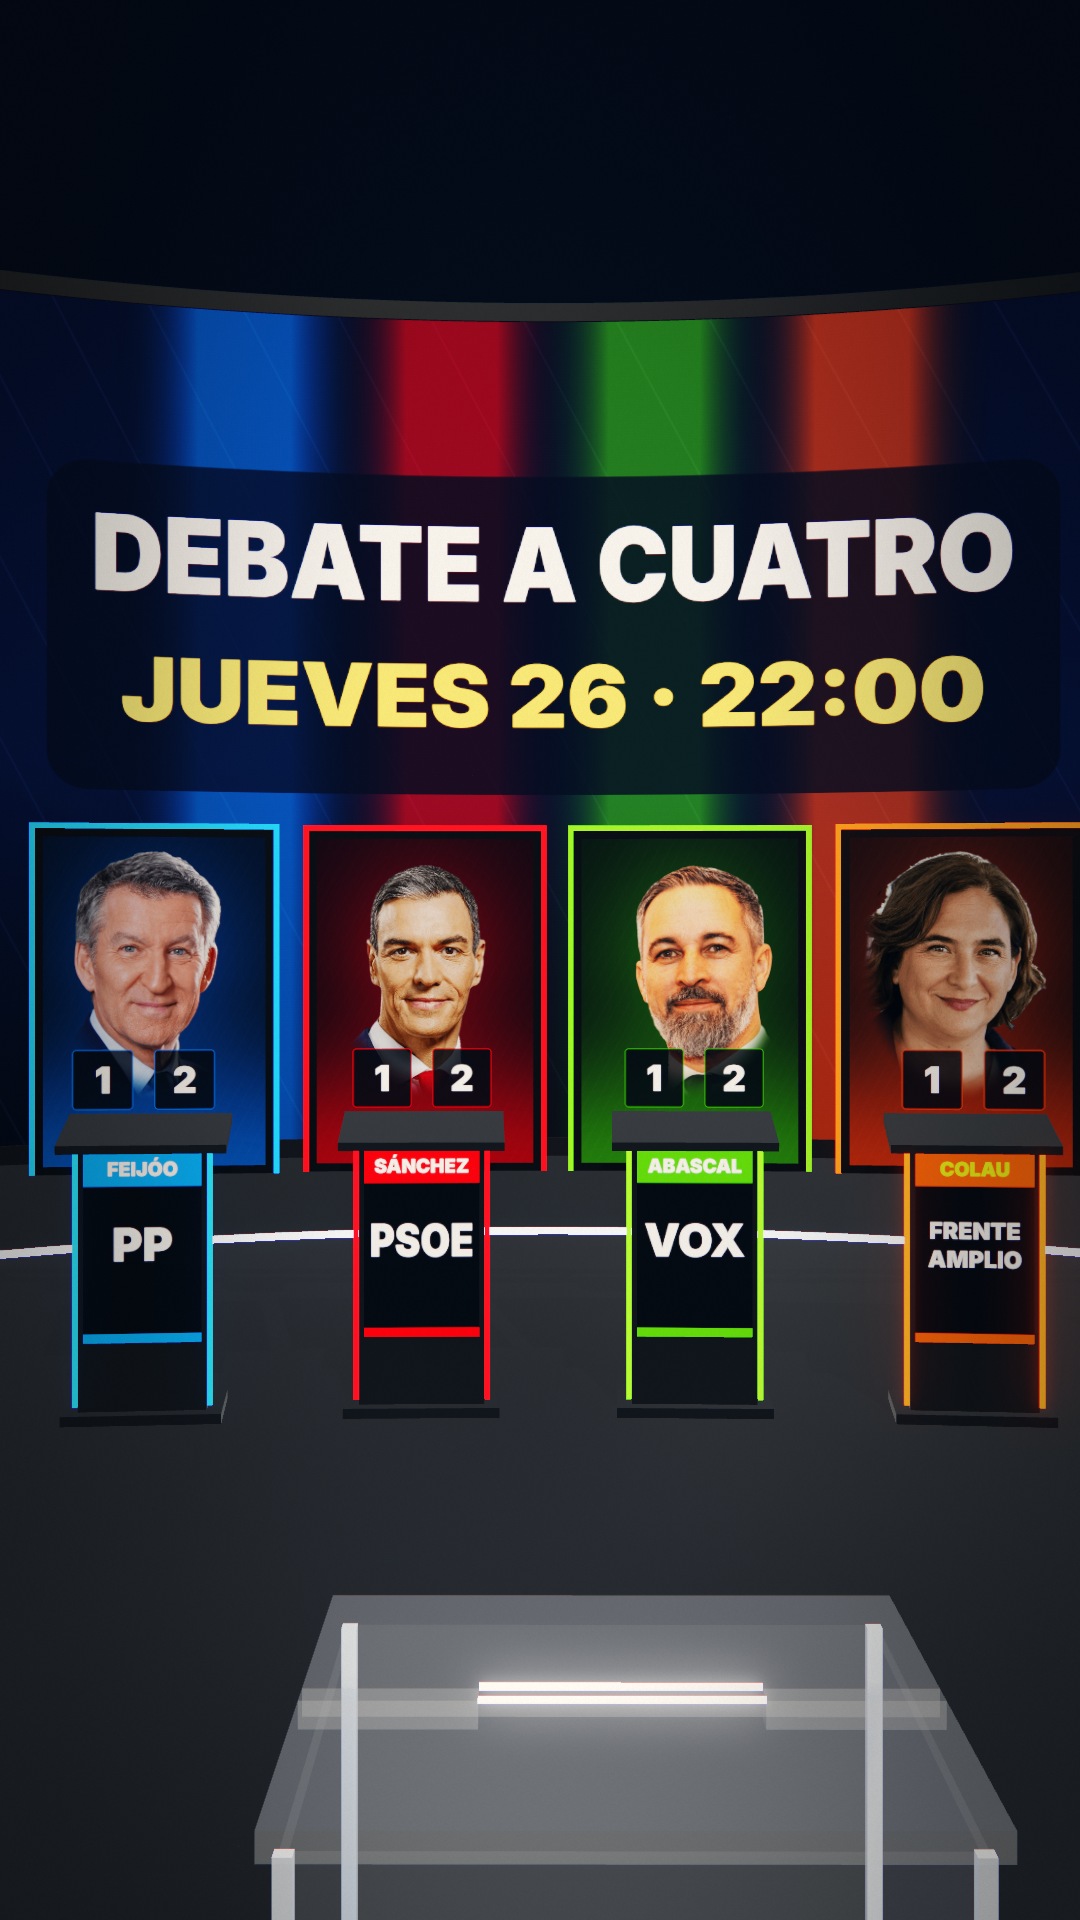 DEBATE A CUATRO
JUEVES 26 · 22:00
1 2
1 2
1 2
1 2
FEIJÓO
SÁNCHEZ
ABASCAL
COLAU
PP
PSOE
VOX
FRENTE
AMPLIO